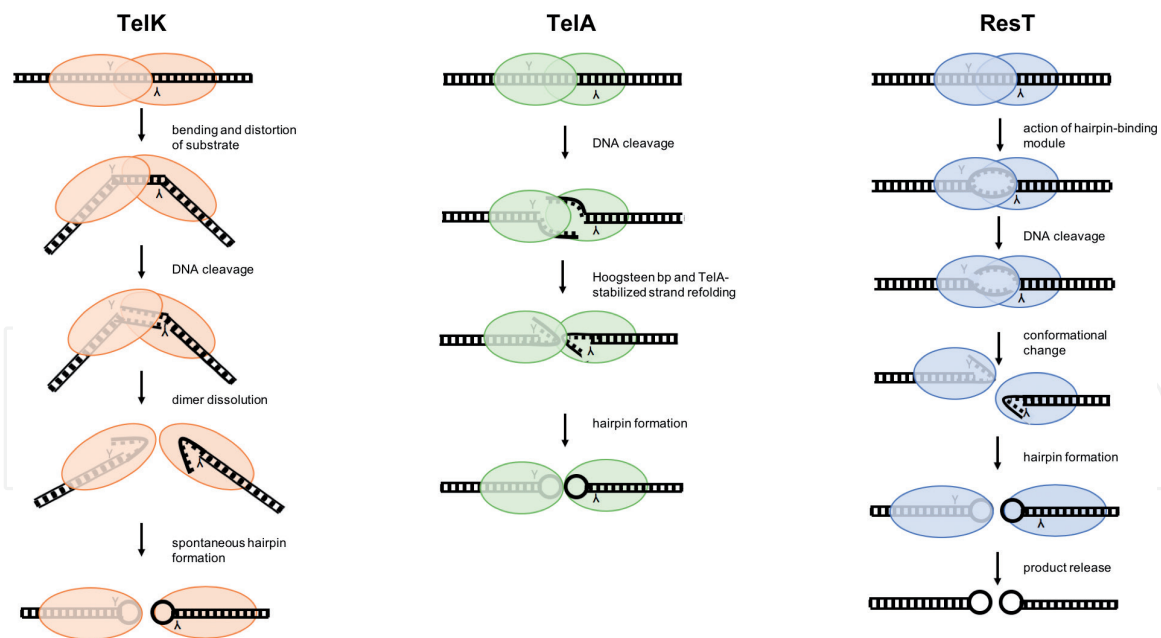 TelK
bending and distortion
of substrate
DNA cleavage
dimer dissolution
spontaneous hairpin
formation
TelA
DNA cleavage
Hoogsteen bp and TelA-
stabilized strand refolding
hairpin formation
ResT
action of hairpin-binding
module
DNA cleavage
conformational
change
hairpin formation
product release